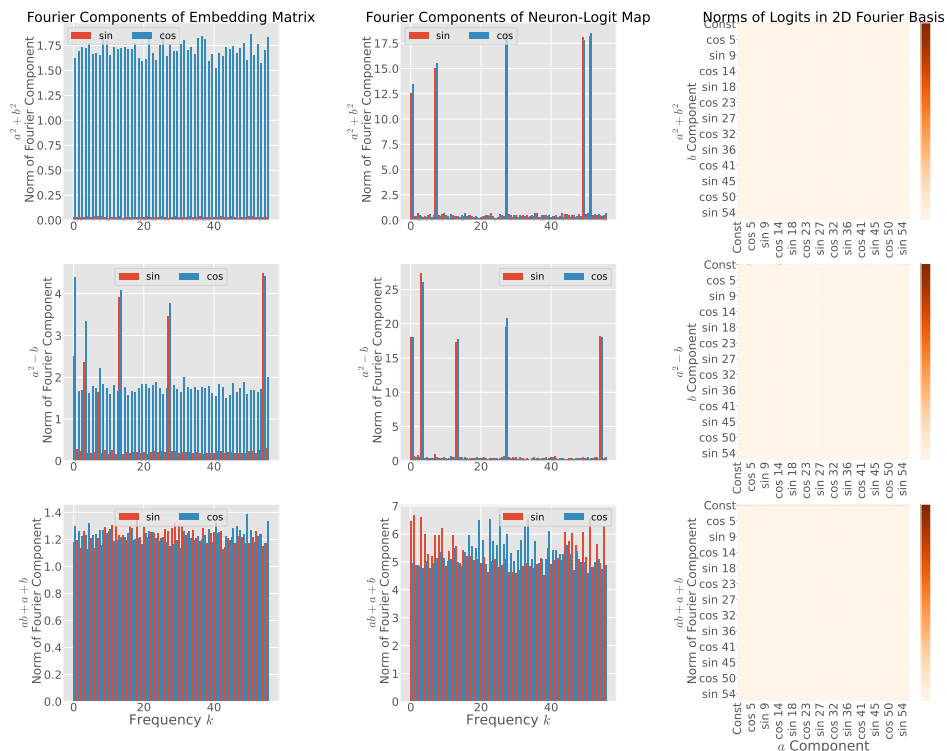 Fourier Components of Embedding Matrix
Fourier Components of Neuron-Logit Map
Norms of Logits in 2D Fourier Basis
a² + b²
Norm of Fourier Component
1.75
1.50
1.25
1.00
0.75
0.50
0.25
0.00
sin cos
0 20 40
a² + b²
Norm of Fourier Component
17.5
15.0
12.5
10.0
7.5
5.0
2.5
0.0
sin cos
0 20 40
a² + b²
b Component
Const
cos 5
sin 9
cos 14
sin 18
cos 23
sin 27
cos 32
sin 36
cos 41
sin 45
cos 50
sin 54
Const cos 5 sin 9 cos 14 sin 18 cos 23 sin 27 cos 32 sin 36 cos 41 sin 45 cos 50 sin 54
a² − b
Norm of Fourier Component
4
3
2
1
0
sin cos
0 20 40
a² − b
Norm of Fourier Component
25
20
15
10
5
0
sin cos
0 20 40
a² − b
b Component
Const
cos 5
sin 9
cos 14
sin 18
cos 23
sin 27
cos 32
sin 36
cos 41
sin 45
cos 50
sin 54
Const cos 5 sin 9 cos 14 sin 18 cos 23 sin 27 cos 32 sin 36 cos 41 sin 45 cos 50 sin 54
ab + a + b
Norm of Fourier Component
1.4
1.2
1.0
0.8
0.6
0.4
0.2
0.0
sin cos
0 20 40
Frequency k
ab + a + b
Norm of Fourier Component
7
6
5
4
3
2
1
0
sin cos
0 20 40
Frequency k
ab + a + b
Norm of Fourier Component
Const
cos 5
sin 9
cos 14
sin 18
cos 23
sin 27
cos 32
sin 36
cos 41
sin 45
cos 50
sin 54
Const cos 5 sin 9 cos 14 sin 18 cos 23 sin 27 cos 32 sin 36 cos 41 sin 45 cos 50 sin 54
a Component